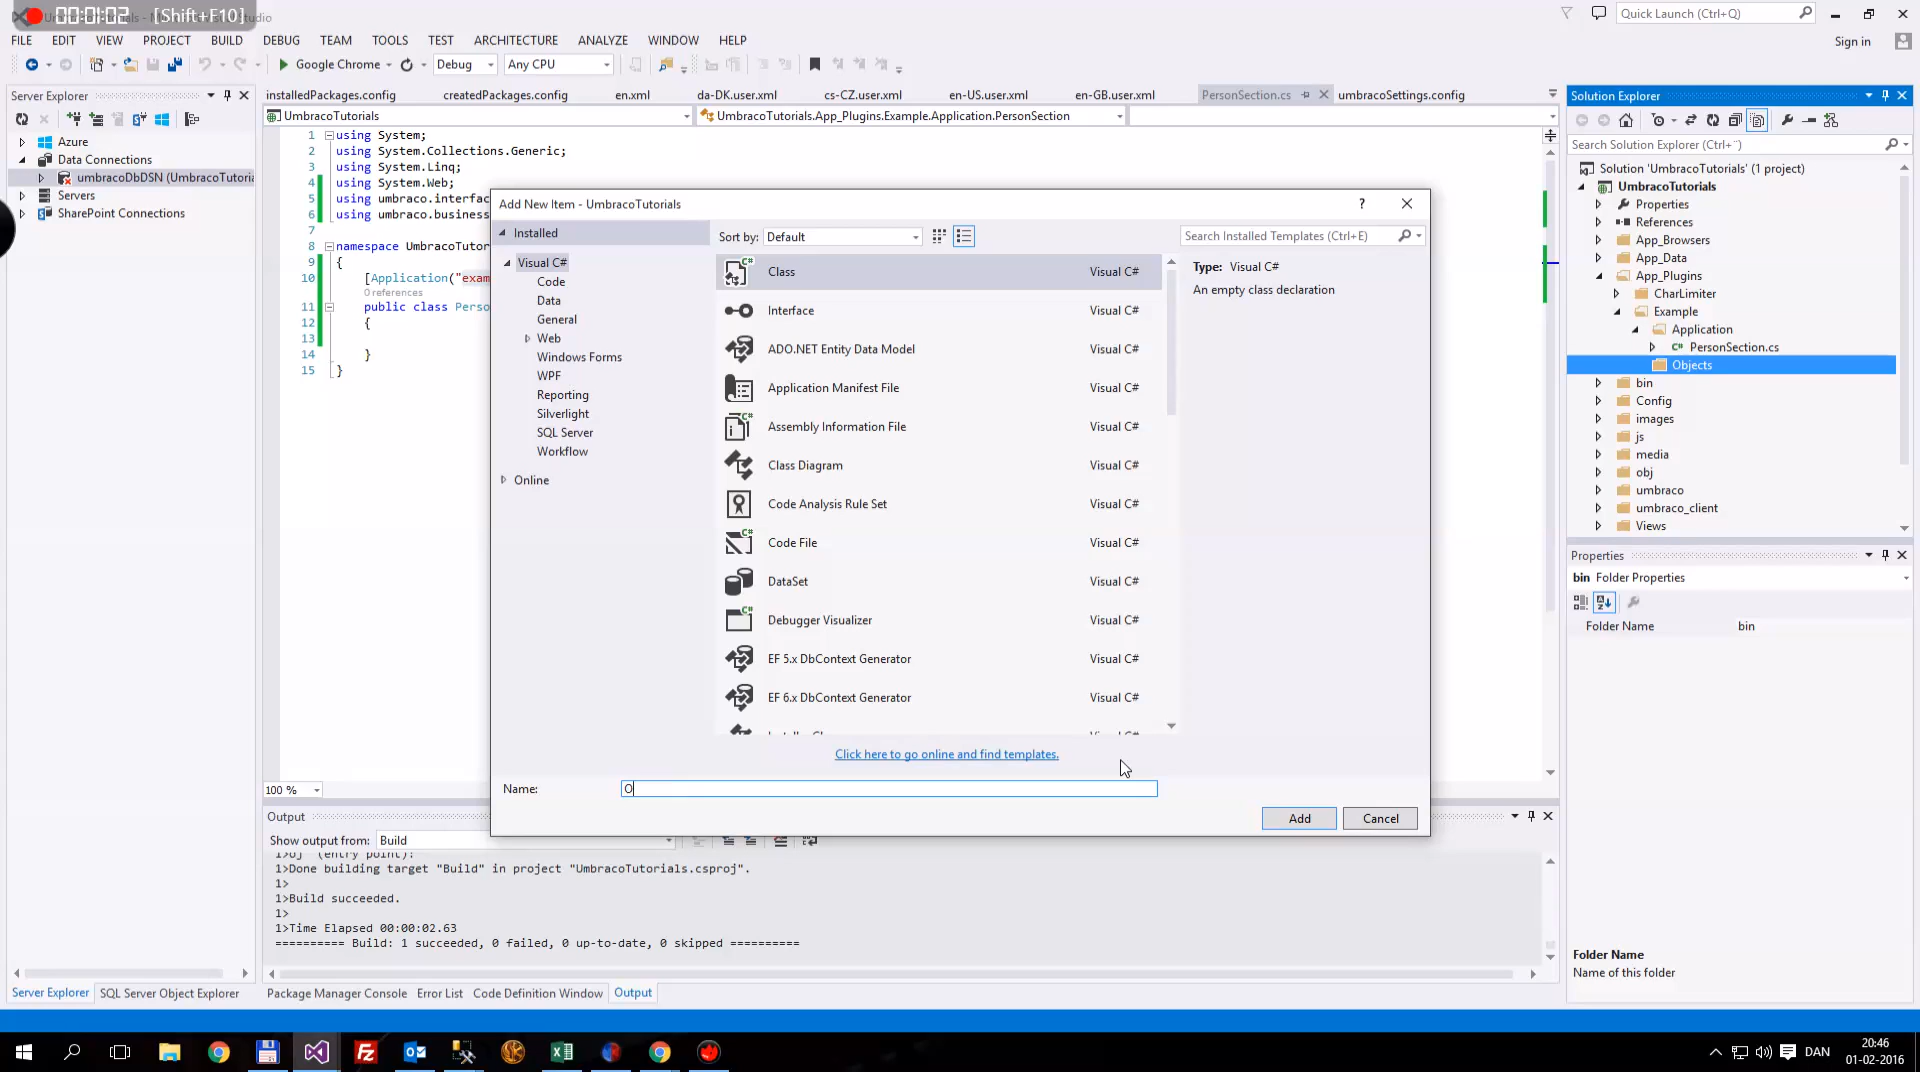 00:01:02 [Shift+F10]
Quick Launch (Ctrl+Q)
FILE EDIT VIEW PROJECT BUILD DEBUG TEAM TOOLS TEST ARCHITECTURE ANALYZE WINDOW HELP
Sign in
Google Chrome Debug Any CPU
Server Explorer
Azure
Data Connections
umbracoDbDSN (UmbracoTutoria
Servers
SharePoint Connections
installedPackages.config createdPackages.config en.xml da-DK.user.xml cs-CZ.user.xml en-US.user.xml en-GB.user.xml PersonSection.cs umbracoSettings.config
UmbracoTutorials UmbracoTutorials.App_Plugins.Example.Application.PersonSection
1 using System;
2 using System.Collections.Generic;
3 using System.Linq;
4 using System.Web;
5 using umbraco.interfac
6 using umbraco.business
7
8 namespace UmbracoTutor
9 {
10 [Application("exam
0 references
11 public class Perso
12 {
13
14 }
15 }
100 %
Add New Item - UmbracoTutorials
Installed
Visual C#
Code
Data
General
Web
Windows Forms
WPF
Reporting
Silverlight
SQL Server
Workflow
Online
Sort by: Default
Search Installed Templates (Ctrl+E)
Class Visual C#
Interface Visual C#
ADO.NET Entity Data Model Visual C#
Application Manifest File Visual C#
Assembly Information File Visual C#
Class Diagram Visual C#
Code Analysis Rule Set Visual C#
Code File Visual C#
DataSet Visual C#
Debugger Visualizer Visual C#
EF 5.x DbContext Generator Visual C#
EF 6.x DbContext Generator Visual C#
Type: Visual C#
An empty class declaration
Click here to go online and find templates.
Name: O
Add Cancel
Solution Explorer
Search Solution Explorer (Ctrl+¨)
Solution 'UmbracoTutorials' (1 project)
UmbracoTutorials
Properties
References
App_Browsers
App_Data
App_Plugins
CharLimiter
Example
Application
PersonSection.cs
Objects
bin
Config
images
js
media
obj
umbraco
umbraco_client
Views
Properties
bin Folder Properties
Folder Name bin
Folder Name
Name of this folder
Output
Show output from: Build
1>Done building target "Build" in project "UmbracoTutorials.csproj".
1>
1>Build succeeded.
1>
1>Time Elapsed 00:00:02.63
========== Build: 1 succeeded, 0 failed, 0 up-to-date, 0 skipped ==========
Server Explorer SQL Server Object Explorer Package Manager Console Error List Code Definition Window Output
DAN
20:46
01-02-2016